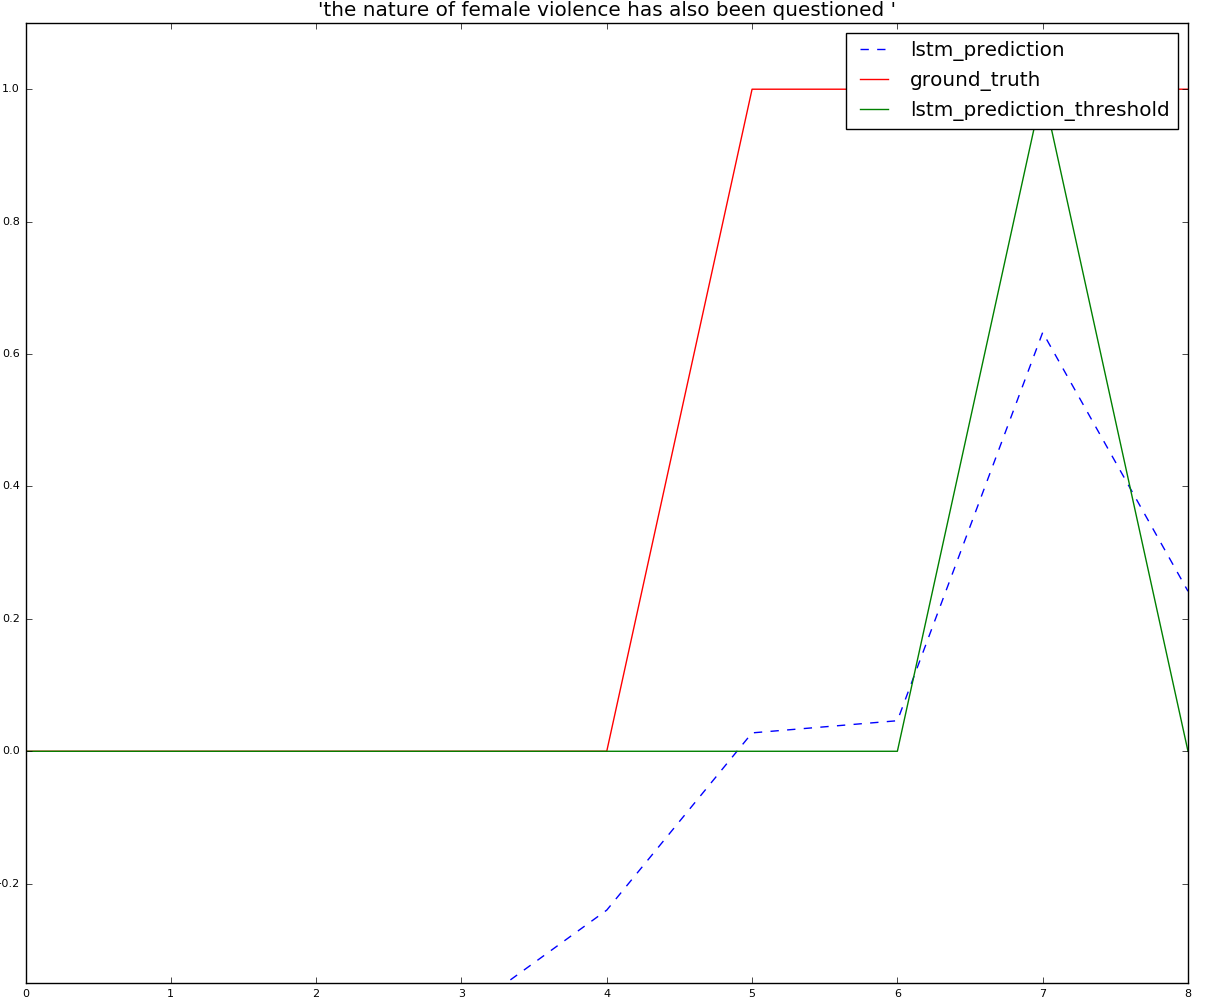 'the nature of female violence has also been questioned '
lstm_prediction
ground_truth
lstm_prediction_threshold
1.0
0.8
0.6
0.4
0.2
0.0
-0.2
0 1 2 3 4 5 6 7 8